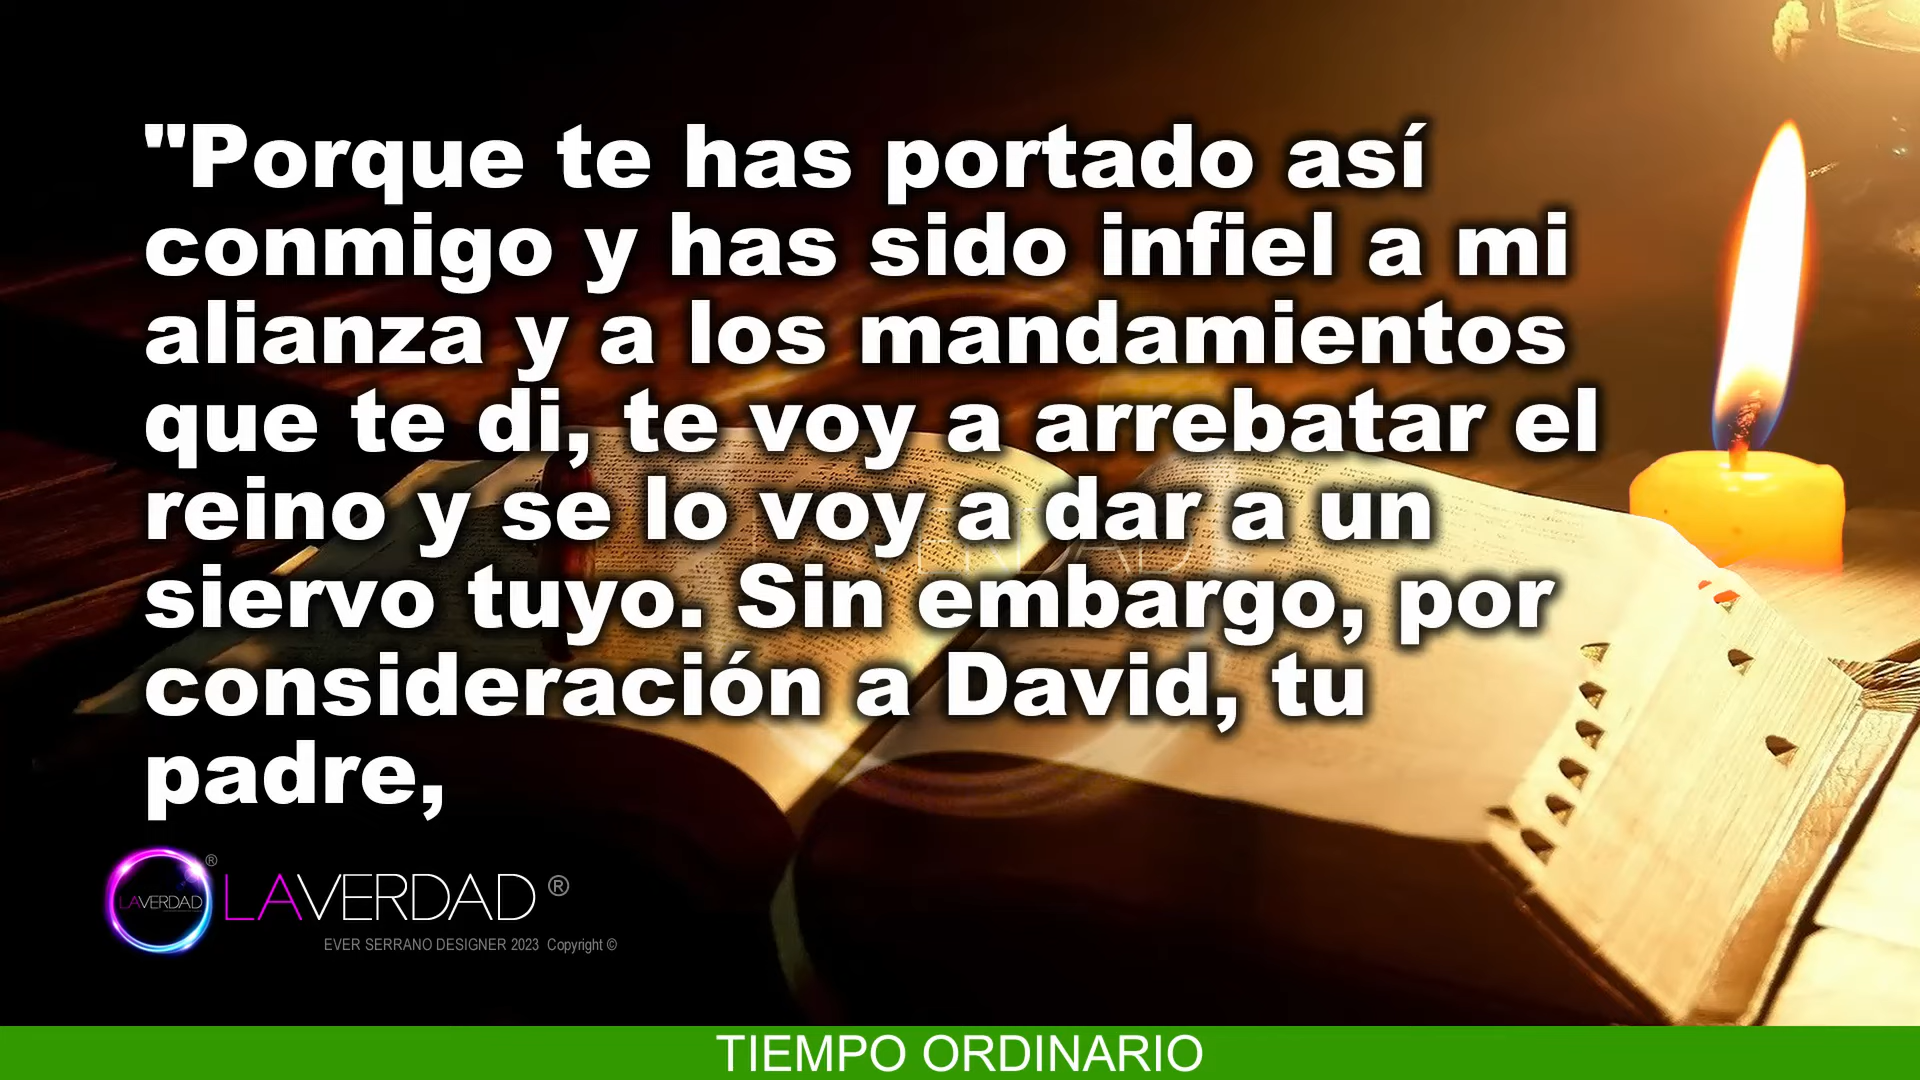 "Porque te has portado así
conmigo y has sido infiel a mi
alianza y a los mandamientos
que te di, te voy a arrebatar el
reino y se lo voy a dar a un
siervo tuyo. Sin embargo, por
consideración a David, tu
padre,
LAVERDAD ®
LAVERDAD ®
EVER SERRANO DESIGNER 2023 Copyright ©
TIEMPO ORDINARIO